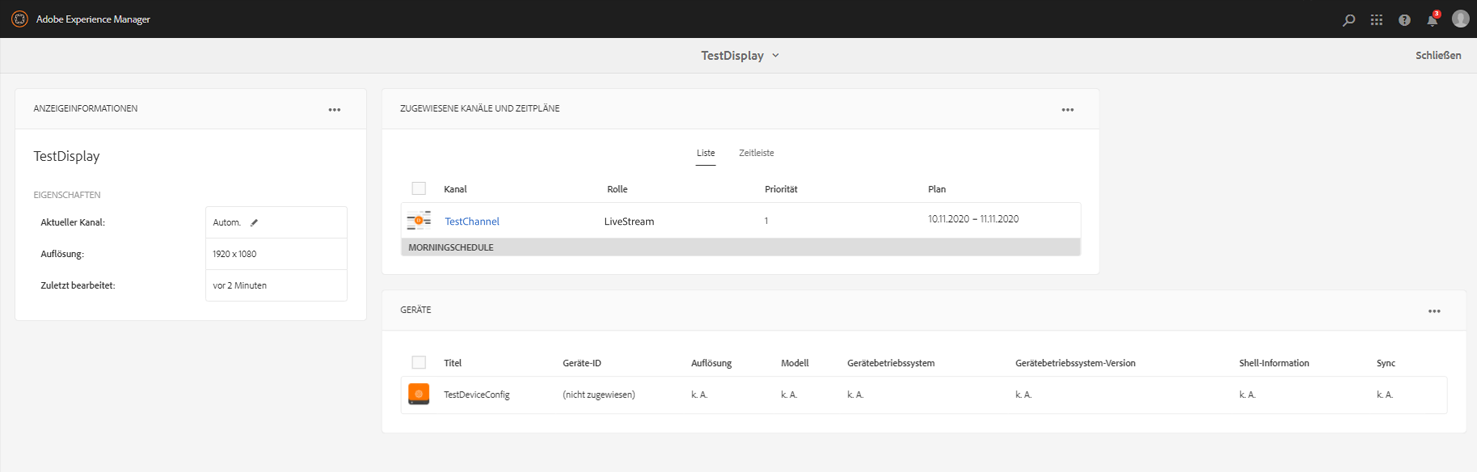 Adobe Experience Manager
3
TestDisplay
Schließen
ANZEIGEINFORMATIONEN
•••
TestDisplay
EIGENSCHAFTEN
Aktueller Kanal: Autom.
Auflösung: 1920 x 1080
Zuletzt bearbeitet: vor 2 Minuten
ZUGEWIESENE KANÄLE UND ZEITPLÄNE
•••
Liste Zeitleiste
Kanal Rolle Priorität Plan
TestChannel LiveStream 1 10.11.2020 – 11.11.2020
MORNINGSCHEDULE
GERÄTE
•••
Titel Geräte-ID Auflösung Modell Gerätebetriebssystem Gerätebetriebssystem-Version Shell-Information Sync
TestDeviceConfig (nicht zugewiesen) k. A. k. A. k. A. k. A. k. A. k. A.